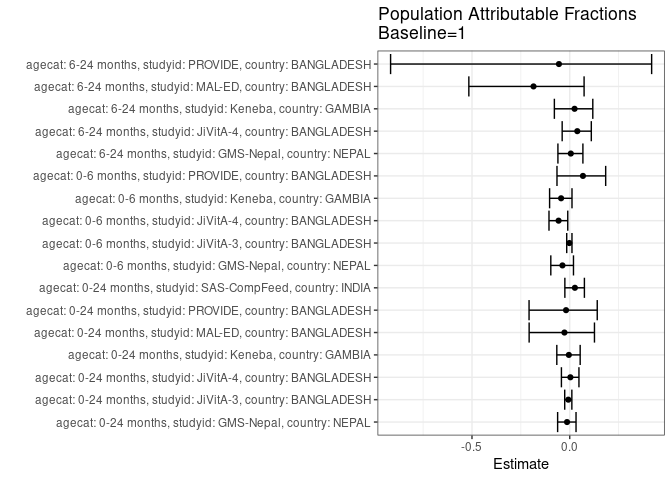 Population Attributable Fractions
Baseline=1
agecat: 6-24 months, studyid: PROVIDE, country: BANGLADESH
agecat: 6-24 months, studyid: MAL-ED, country: BANGLADESH
agecat: 6-24 months, studyid: Keneba, country: GAMBIA
agecat: 6-24 months, studyid: JiVitA-4, country: BANGLADESH
agecat: 6-24 months, studyid: GMS-Nepal, country: NEPAL
agecat: 0-6 months, studyid: PROVIDE, country: BANGLADESH
agecat: 0-6 months, studyid: Keneba, country: GAMBIA
agecat: 0-6 months, studyid: JiVitA-4, country: BANGLADESH
agecat: 0-6 months, studyid: JiVitA-3, country: BANGLADESH
agecat: 0-6 months, studyid: GMS-Nepal, country: NEPAL
agecat: 0-24 months, studyid: SAS-CompFeed, country: INDIA
agecat: 0-24 months, studyid: PROVIDE, country: BANGLADESH
agecat: 0-24 months, studyid: MAL-ED, country: BANGLADESH
agecat: 0-24 months, studyid: Keneba, country: GAMBIA
agecat: 0-24 months, studyid: JiVitA-4, country: BANGLADESH
agecat: 0-24 months, studyid: JiVitA-3, country: BANGLADESH
agecat: 0-24 months, studyid: GMS-Nepal, country: NEPAL
-0.5 0.0
Estimate